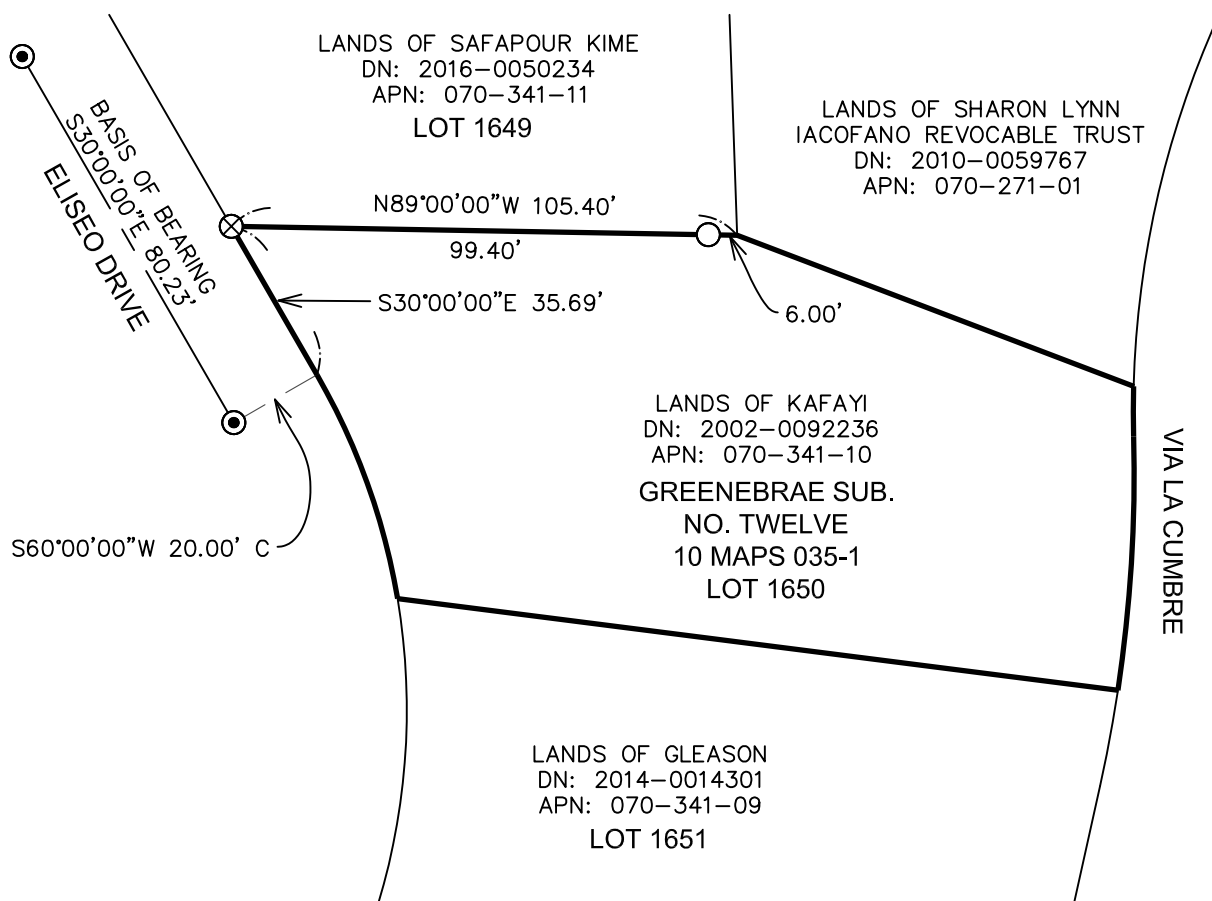 LANDS OF SAFAPOUR KIME
DN: 2016-0050234
APN: 070-341-11
LOT 1649
LANDS OF SHARON LYNN
IACOFANO REVOCABLE TRUST
DN: 2010-0059767
APN: 070-271-01
BASIS OF BEARING
S30°00'00"E 80.23'
ELISEO DRIVE
N89°00'00"W 105.40'
99.40'
S30°00'00"E 35.69'
6.00'
LANDS OF KAFAYI
DN: 2002-0092236
APN: 070-341-10
GREENEBRAE SUB.
NO. TWELVE
10 MAPS 035-1
LOT 1650
VIA LA CUMBRE
S60°00'00"W 20.00' C
LANDS OF GLEASON
DN: 2014-0014301
APN: 070-341-09
LOT 1651